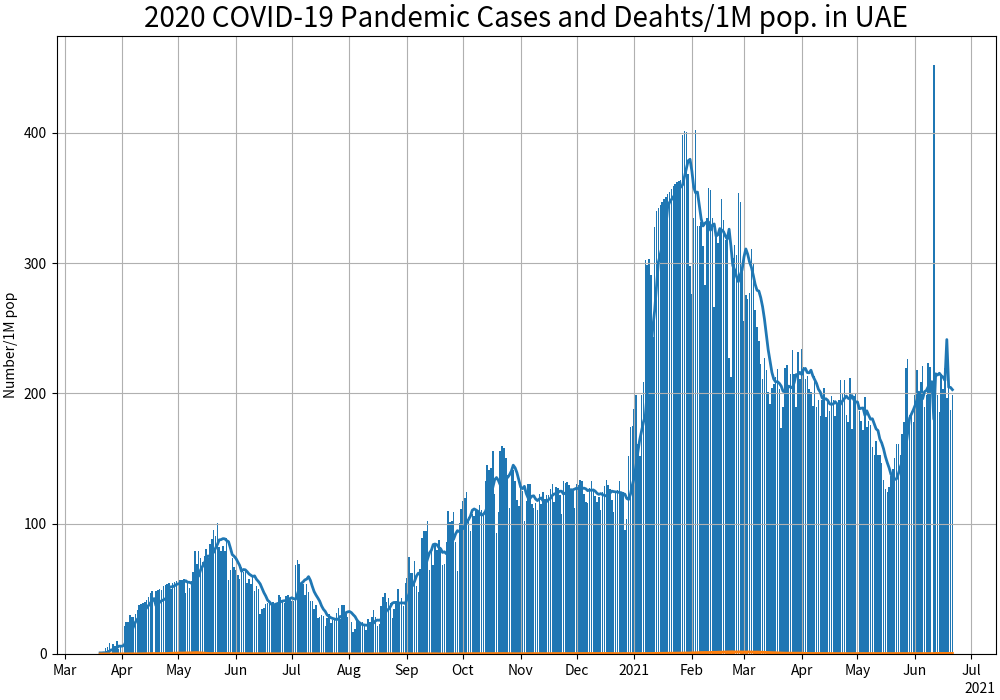 2020 COVID-19 Pandemic Cases and Deahts/1M pop. in UAE
Number/1M pop
400
300
200
100
0
Mar Apr May Jun Jul Aug Sep Oct Nov Dec 2021 Feb Mar Apr May Jun Jul
2021